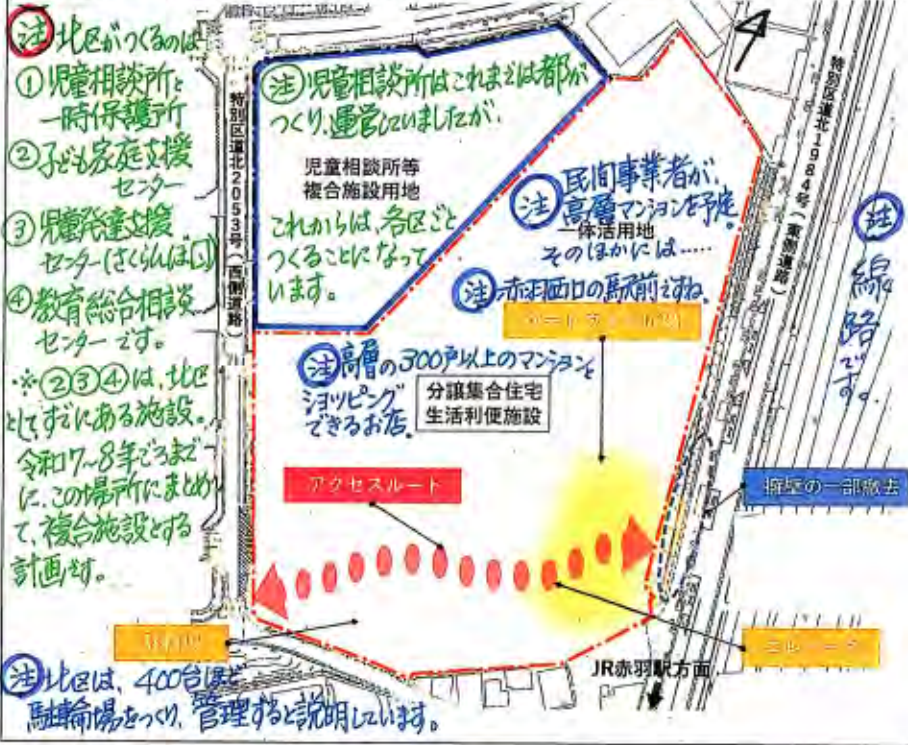 注 北区がつくるのは
① 児童相談所と
一時保護所
② 子ども家庭支援
センター
③ 児童発達支援
センター(さくらんぼ
④ 教育総合相談
センターです。
※②③④は、北区
としてすでにある施設。
令和7～8年ごろまで
に、この場所にまとめ
て、複合施設とする
計画です。
特別区道北2053号(西側道路)
注 児童相談所はこれまでは都が
つくり、運営していましたが、
児童相談所等
複合施設用地
これからは、各区ごと
つくることになって
います。
注 民間事業者が、
高層マンションを予定。
一体活用地
そのほかには……
注 赤羽西口の駅前ですね。
特別区道北1984号(東側道路)
注 線路です。
注 高層の300戸以上のマンションと
ショッピング
できるお店。
分譲集合住宅
生活利便施設
アクセスルート
擁壁の一部撤去
エレベータ
JR赤羽駅方面
注 北区は、400台ほど
駐輪場をつくり、管理すると説明しています。